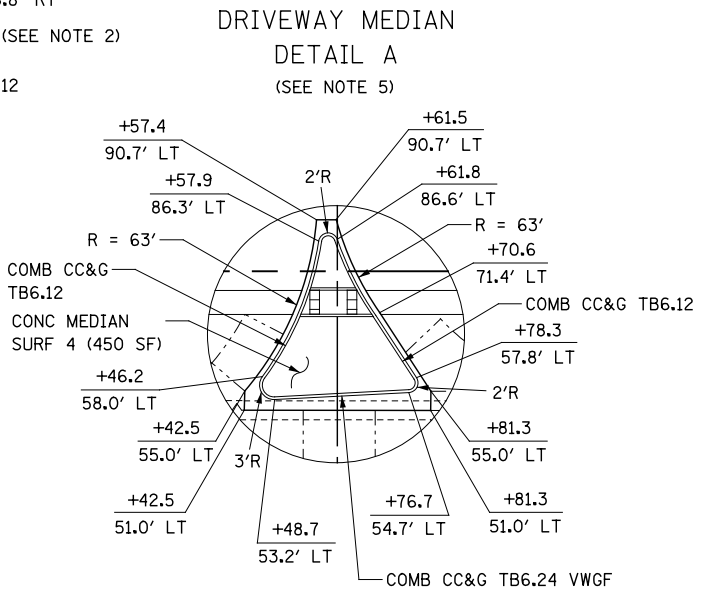 8' RT
(SEE NOTE 2)
12
DRIVEWAY MEDIAN
DETAIL A
(SEE NOTE 5)
+57.4
90.7' LT
+61.5
90.7' LT
+57.9
86.3' LT
2'R
+61.8
86.6' LT
R = 63'
R = 63'
+70.6
71.4' LT
COMB CC&G
TB6.12
COMB CC&G TB6.12
CONC MEDIAN
SURF 4 (450 SF)
+78.3
57.8' LT
+46.2
58.0' LT
2'R
+42.5
55.0' LT
3'R
+81.3
55.0' LT
+42.5
51.0' LT
+48.7
53.2' LT
+76.7
54.7' LT
+81.3
51.0' LT
COMB CC&G TB6.24 VWGF